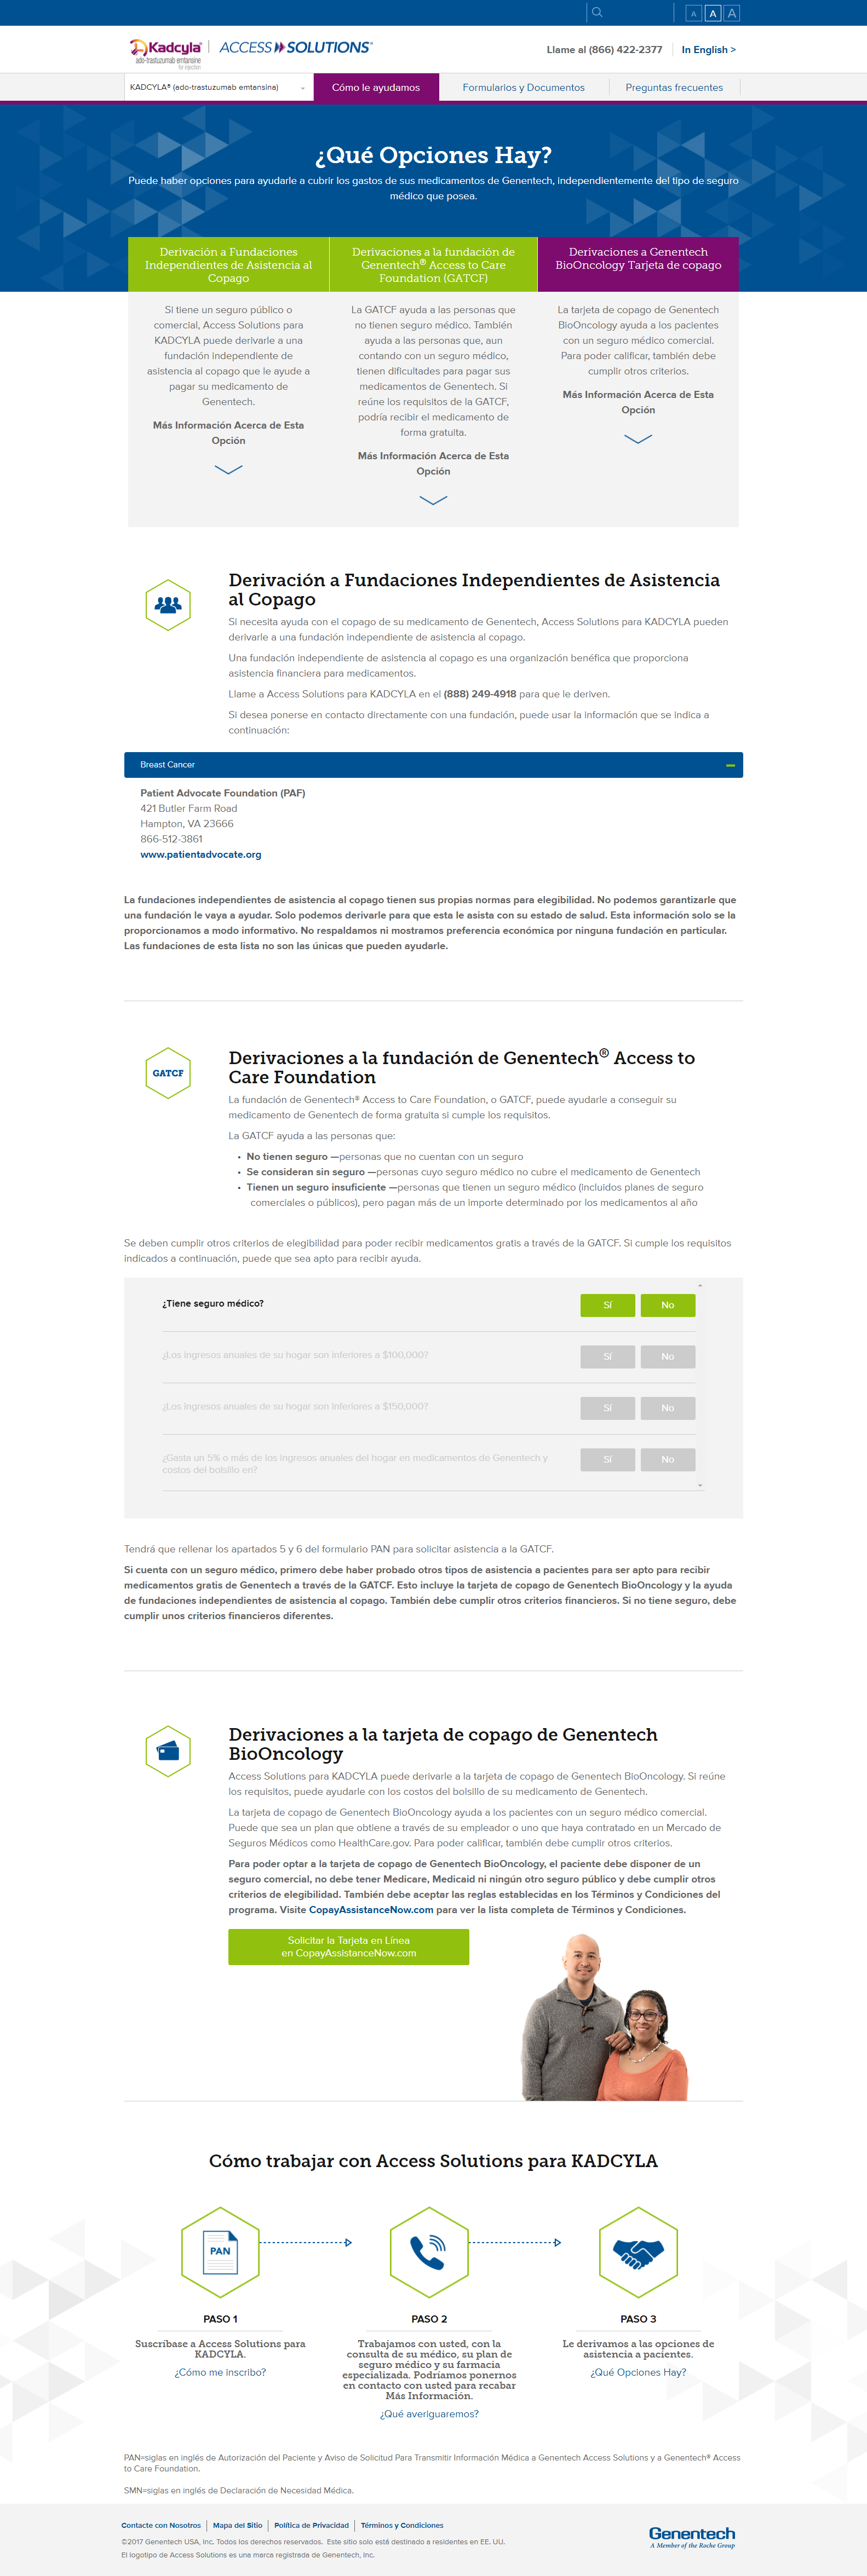 A A A
Kadcyla®
ado-trastuzumab emtansine
for injection
ACCESS SOLUTIONS®
Llame al (866) 422-2377
In English >
KADCYLA® (ado-trastuzumab emtansina)
Cómo le ayudamos
Formularios y Documentos
Preguntas frecuentes
¿Qué Opciones Hay?
Puede haber opciones para ayudarle a cubrir los gastos de sus medicamentos de Genentech, independientemente del tipo de seguro
médico que posea.
Derivación a Fundaciones
Independientes de Asistencia al
Copago
Si tiene un seguro público o
comercial, Access Solutions para
KADCYLA puede derivarle a una
fundación independiente de
asistencia al copago que le ayude a
pagar su medicamento de
Genentech.
Más Información Acerca de Esta
Opción
Derivaciones a la fundación de
Genentech® Access to Care
Foundation (GATCF)
La GATCF ayuda a las personas que
no tienen seguro médico. También
ayuda a las personas que, aun
contando con un seguro médico,
tienen dificultades para pagar sus
medicamentos de Genentech. Si
reúne los requisitos de la GATCF,
podría recibir el medicamento de
forma gratuita.
Más Información Acerca de Esta
Opción
Derivaciones a Genentech
BioOncology Tarjeta de copago
La tarjeta de copago de Genentech
BioOncology ayuda a los pacientes
con un seguro médico comercial.
Para poder calificar, también debe
cumplir otros criterios.
Más Información Acerca de Esta
Opción
Derivación a Fundaciones Independientes de Asistencia
al Copago
Si necesita ayuda con el copago de su medicamento de Genentech, Access Solutions para KADCYLA pueden
derivarle a una fundación independiente de asistencia al copago.
Una fundación independiente de asistencia al copago es una organización benéfica que proporciona
asistencia financiera para medicamentos.
Llame a Access Solutions para KADCYLA en el (888) 249-4918 para que le deriven.
Si desea ponerse en contacto directamente con una fundación, puede usar la información que se indica a
continuación:
Breast Cancer
Patient Advocate Foundation (PAF)
421 Butler Farm Road
Hampton, VA 23666
866-512-3861
www.patientadvocate.org
La fundaciones independientes de asistencia al copago tienen sus propias normas para elegibilidad. No podemos garantizarle que
una fundación le vaya a ayudar. Solo podemos derivarle para que esta le asista con su estado de salud. Esta información solo se la
proporcionamos a modo informativo. No respaldamos ni mostramos preferencia económica por ninguna fundación en particular.
Las fundaciones de esta lista no son las únicas que pueden ayudarle.
GATCF
Derivaciones a la fundación de Genentech® Access to
Care Foundation
La fundación de Genentech® Access to Care Foundation, o GATCF, puede ayudarle a conseguir su
medicamento de Genentech de forma gratuita si cumple los requisitos.
La GATCF ayuda a las personas que:
• No tienen seguro —personas que no cuentan con un seguro
• Se consideran sin seguro —personas cuyo seguro médico no cubre el medicamento de Genentech
• Tienen un seguro insuficiente —personas que tienen un seguro médico (incluidos planes de seguro
comerciales o públicos), pero pagan más de un importe determinado por los medicamentos al año
Se deben cumplir otros criterios de elegibilidad para poder recibir medicamentos gratis a través de la GATCF. Si cumple los requisitos
indicados a continuación, puede que sea apto para recibir ayuda.
¿Tiene seguro médico?
Sí No
¿Los ingresos anuales de su hogar son inferiores a $100,000?
Sí No
¿Los ingresos anuales de su hogar son inferiores a $150,000?
Sí No
¿Gasta un 5% o más de los ingresos anuales del hogar en medicamentos de Genentech y
costos del bolsillo en?
Sí No
Tendrá que rellenar los apartados 5 y 6 del formulario PAN para solicitar asistencia a la GATCF.
Si cuenta con un seguro médico, primero debe haber probado otros tipos de asistencia a pacientes para ser apto para recibir
medicamentos gratis de Genentech a través de la GATCF. Esto incluye la tarjeta de copago de Genentech BioOncology y la ayuda
de fundaciones independientes de asistencia al copago. También debe cumplir otros criterios financieros. Si no tiene seguro, debe
cumplir unos criterios financieros diferentes.
Derivaciones a la tarjeta de copago de Genentech
BioOncology
Access Solutions para KADCYLA puede derivarle a la tarjeta de copago de Genentech BioOncology. Si reúne
los requisitos, puede ayudarle con los costos del bolsillo de su medicamento de Genentech.
La tarjeta de copago de Genentech BioOncology ayuda a los pacientes con un seguro médico comercial.
Puede que sea un plan que obtiene a través de su empleador o uno que haya contratado en un Mercado de
Seguros Médicos como HealthCare.gov. Para poder calificar, también debe cumplir otros criterios.
Para poder optar a la tarjeta de copago de Genentech BioOncology, el paciente debe disponer de un
seguro comercial, no debe tener Medicare, Medicaid ni ningún otro seguro público y debe cumplir otros
criterios de elegibilidad. También debe aceptar las reglas establecidas en los Términos y Condiciones del
programa. Visite CopayAssistanceNow.com para ver la lista completa de Términos y Condiciones.
Solicitar la Tarjeta en Línea
en CopayAssistanceNow.com
Cómo trabajar con Access Solutions para KADCYLA
PAN
PASO 1
Suscríbase a Access Solutions para
KADCYLA.
¿Cómo me inscribo?
PASO 2
Trabajamos con usted, con la
consulta de su médico, su plan de
seguro médico y su farmacia
especializada. Podríamos ponernos
en contacto con usted para recabar
Más Información.
¿Qué averiguaremos?
PASO 3
Le derivamos a las opciones de
asistencia a pacientes.
¿Qué Opciones Hay?
PAN=siglas en inglés de Autorización del Paciente y Aviso de Solicitud Para Transmitir Información Médica a Genentech Access Solutions y a Genentech® Access
to Care Foundation.
SMN=siglas en inglés de Declaración de Necesidad Médica.
Contacte con Nosotros
Mapa del Sitio
Política de Privacidad
Términos y Condiciones
©2017 Genentech USA, Inc. Todos los derechos reservados. Este sitio solo está destinado a residentes en EE. UU.
El logotipo de Access Solutions es una marca registrada de Genentech, Inc.
Genentech
A Member of the Roche Group